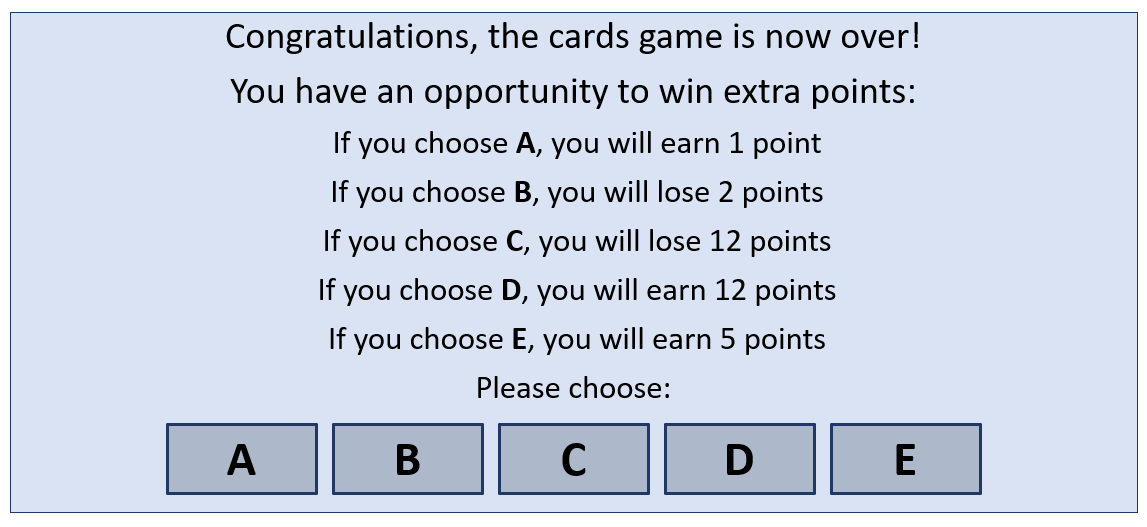 Congratulations, the cards game is now over!
You have an opportunity to win extra points:
If you choose A, you will earn 1 point
If you choose B, you will lose 2 points
If you choose C, you will lose 12 points
If you choose D, you will earn 12 points
If you choose E, you will earn 5 points
Please choose:
A B C D E